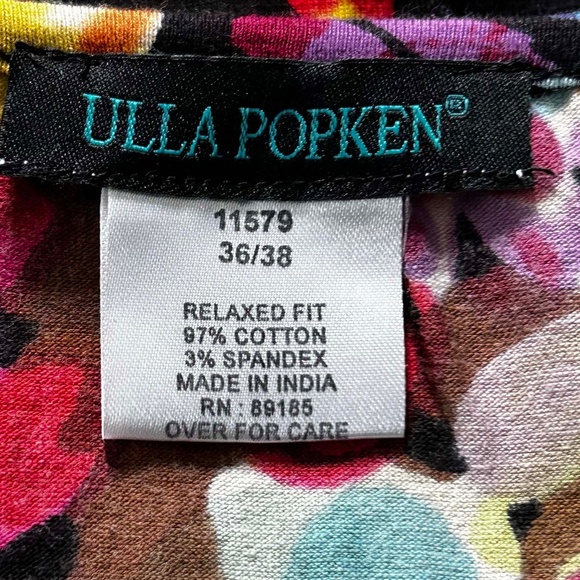 ULLA POPKEN®
11579
36/38
RELAXED FIT
97% COTTON
3% SPANDEX
MADE IN INDIA
RN : 89185
OVER FOR CARE